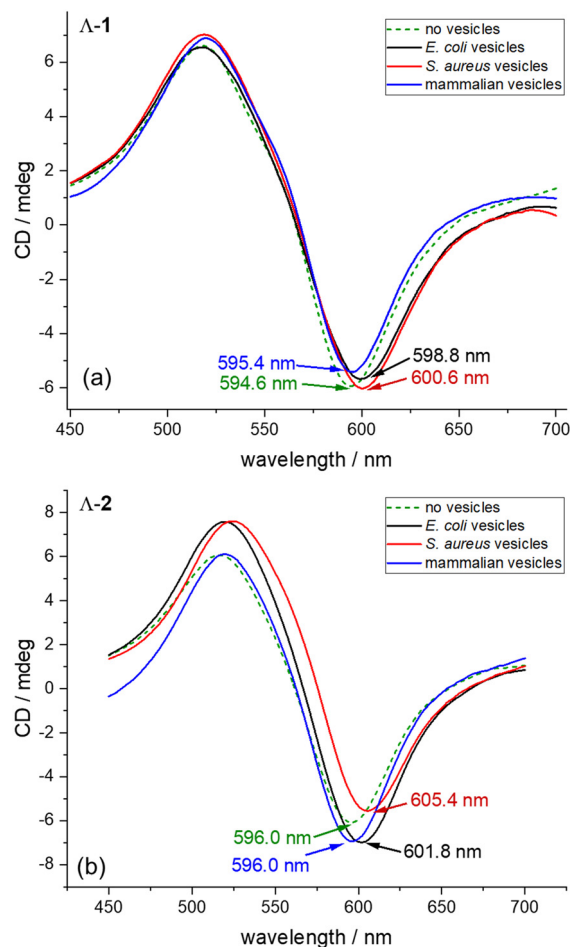 Λ-1
no vesicles
E. coli vesicles
S. aureus vesicles
mammalian vesicles
6
4
2
0
-2
-4
-6
CD / mdeg
595.4 nm
598.8 nm
594.6 nm
600.6 nm
(a)
450 500 550 600 650 700
wavelength / nm
Λ-2
no vesicles
E. coli vesicles
S. aureus vesicles
mammalian vesicles
8
6
4
2
0
-2
-4
-6
-8
CD / mdeg
605.4 nm
596.0 nm
596.0 nm
601.8 nm
(b)
450 500 550 600 650 700
wavelength / nm